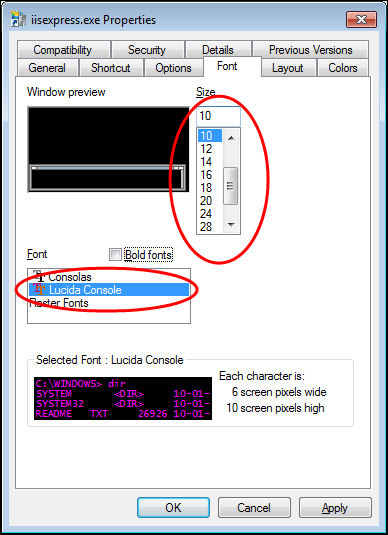 iisexpress.exe Properties
Compatibility Security Details Previous Versions
General Shortcut Options Font Layout Colors
Window preview Size
10
10
12
14
16
18
20
24
28
Font Bold fonts
Consolas
Lucida Console
Raster Fonts
Selected Font : Lucida Console
C:\WINDOWS> dir
SYSTEM <DIR> 10-01-
SYSTEM32 <DIR> 10-01-
README TXT 26926 10-01-
Each character is:
6 screen pixels wide
10 screen pixels high
OK Cancel Apply